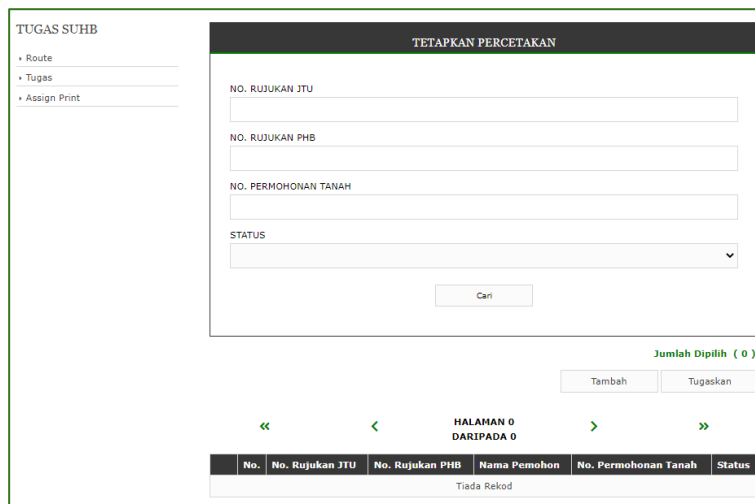 TUGAS SUHB
Route
Tugas
Assign Print
TETAPKAN PERCETAKAN
NO. RUJUKAN JTU
NO. RUJUKAN PHB
NO. PERMOHONAN TANAH
STATUS
Cari
Jumlah Dipilih ( 0 )
Tambah Tugaskan
HALAMAN 0
DARIPADA 0
No. No. Rujukan JTU No. Rujukan PHB Nama Pemohon No. Permohonan Tanah Status
Tiada Rekod